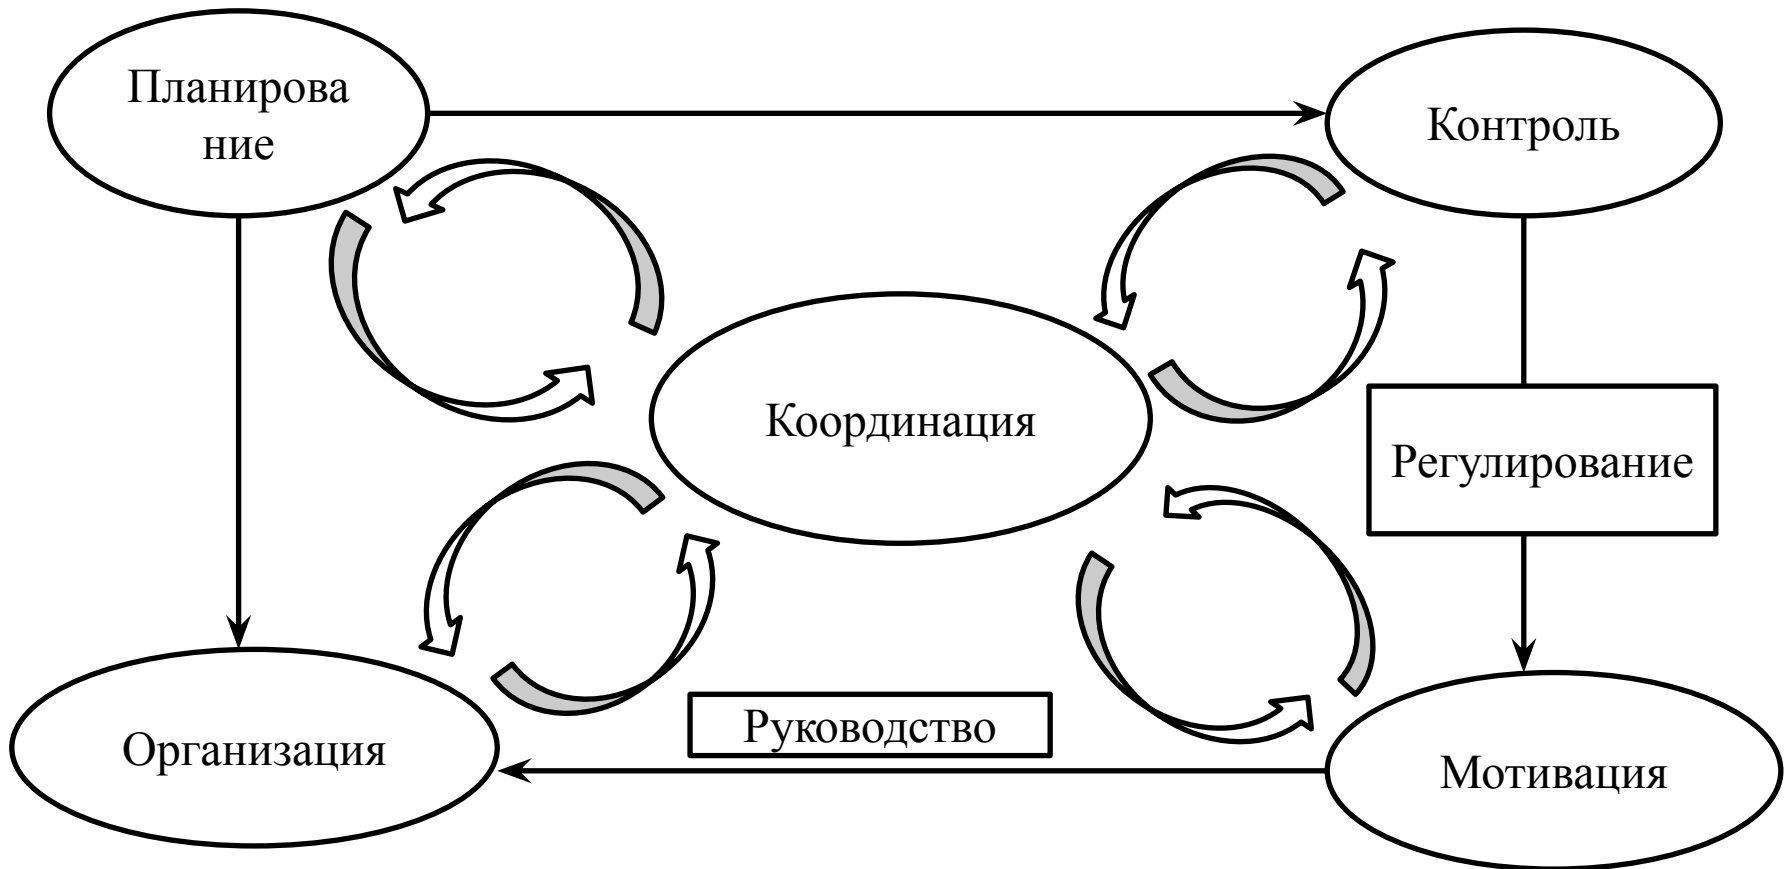 Планирова
ние
Контроль
Координация
Регулирование
Руководство
Организация
Мотивация